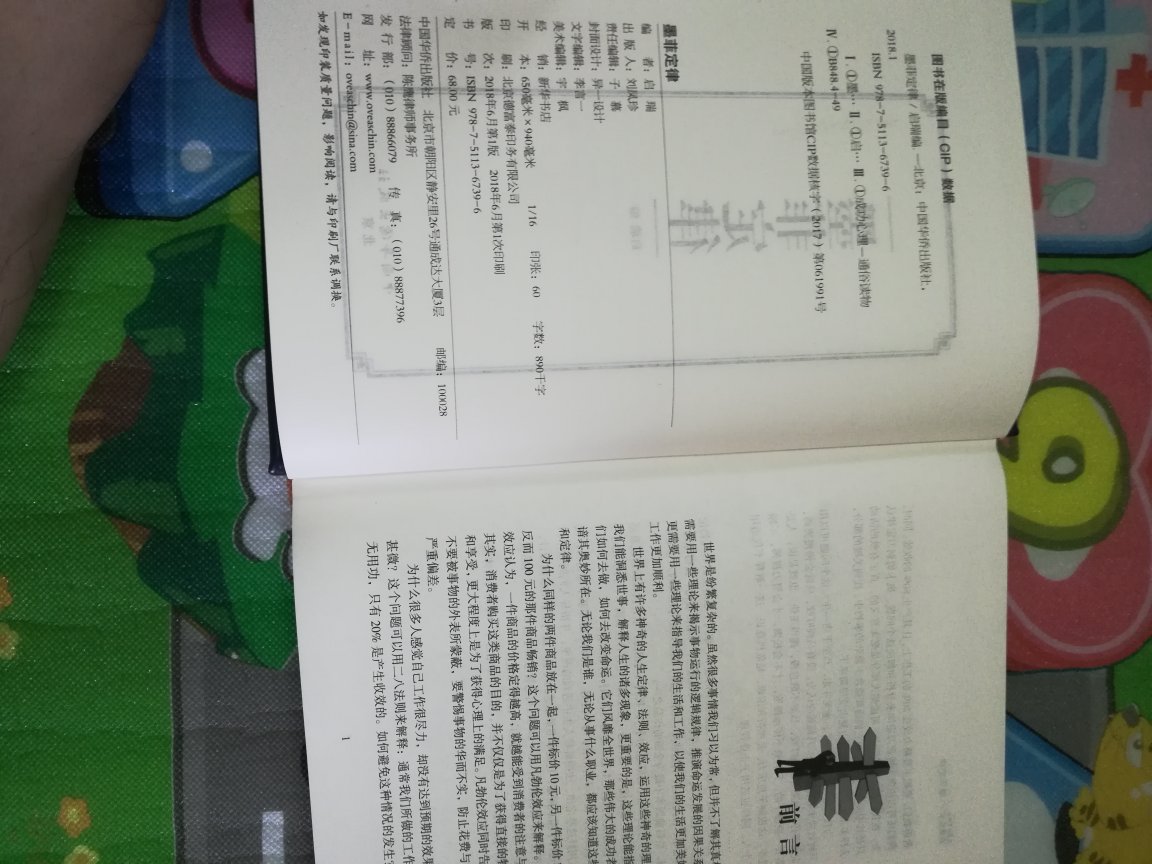 图书在版编目（CIP）数据
墨菲定律/启瑞编.—北京：中国华侨出版社，
2018.1
ISBN 978-7-5113-6739-6
Ⅰ.①墨… Ⅱ.①启… Ⅲ.①成功心理－通俗读物
Ⅳ.①B848.4-49
中国版本图书馆CIP数据核字（2017）第061991号
墨菲定律
编 者：启 瑞
出 版 人：刘凤珍
责任编辑：子 慕
封面设计：异一设计
文字编辑：李言一
美术编辑：宇 枫
经 销：新华书店
开 本：650毫米×940毫米 1/16 印张：60 字数：890千字
印 刷：北京德富泰印务有限公司
版 次：2018年6月第1版 2018年6月第1次印刷
书 号：ISBN 978-7-5113-6739-6
定 价：68.00元
中国华侨出版社 北京市朝阳区静安里26号通成达大厦3层 邮编：100028
法律顾问：陈鹰律师事务所
发 行 部：（010）88866079 传 真：（010）88877396
网 址：www.oveaschin.com
E-mail：oveaschin@sina.com
如发现印装质量问题，影响阅读，请与印刷厂联系调换。
前言
世界是纷繁复杂的。虽然很多事情我们习以为常，但并不了解其真
需要用一些理论来揭示事物运行的逻辑规律，推演命运发展的因果关
更需要用一些理论来指导我们的生活和工作，以使我们的生活更加美
工作更加顺利。
世界上有许多神奇的人生定律、法则、效应，运用这些神奇的理
我们能洞悉世事，解释人生的诸多现象，更重要的是，这些理论能指
们如何去做，如何去改变命运。它们风靡全世界，那些伟大的成功者
谙其奥妙所在。无论我们是谁，无论从事什么职业，都应该知道这
和定律。
为什么同样的两件商品放在一起，一件标价10元，另一件标价
反而100元的那件商品畅销？这个问题可以用凡勃伦效应来解释。
效应认为，一件商品的价格定得越高，就越能受到消费者的注意与
其实，消费者购买这类商品的目的，并不仅仅是为了获得直接的物
和享受，更大程度上是为了获得心理上的满足。凡勃伦效应同时告
不要被事物的外表所蒙蔽，要警惕事物的华而不实，防止花费与
严重偏差。
为什么很多人感觉自己工作很尽力，却没有达到预期的效果
甚微？这个问题可以用二八法则来解释：通常我们所做的工作
无用功，只有20%是产生收效的。如何避免这种情况的发生
1
9